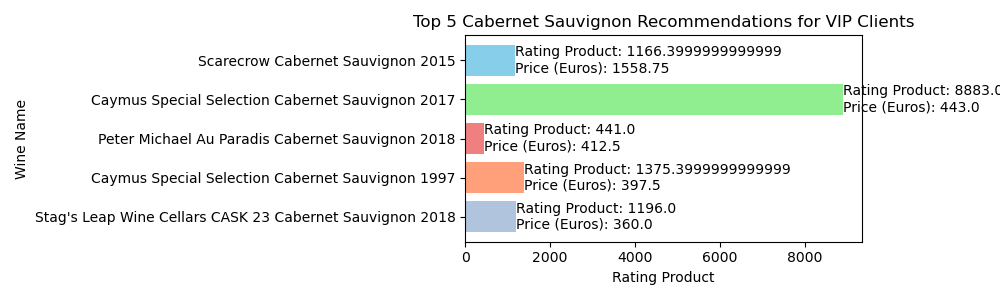 Top 5 Cabernet Sauvignon Recommendations for VIP Clients
Wine Name
Scarecrow Cabernet Sauvignon 2015
Rating Product: 1166.3999999999999
Price (Euros): 1558.75
Caymus Special Selection Cabernet Sauvignon 2017
Rating Product: 8883.0
Price (Euros): 443.0
Peter Michael Au Paradis Cabernet Sauvignon 2018
Rating Product: 441.0
Price (Euros): 412.5
Caymus Special Selection Cabernet Sauvignon 1997
Rating Product: 1375.3999999999999
Price (Euros): 397.5
Stag's Leap Wine Cellars CASK 23 Cabernet Sauvignon 2018
Rating Product: 1196.0
Price (Euros): 360.0
0 2000 4000 6000 8000
Rating Product